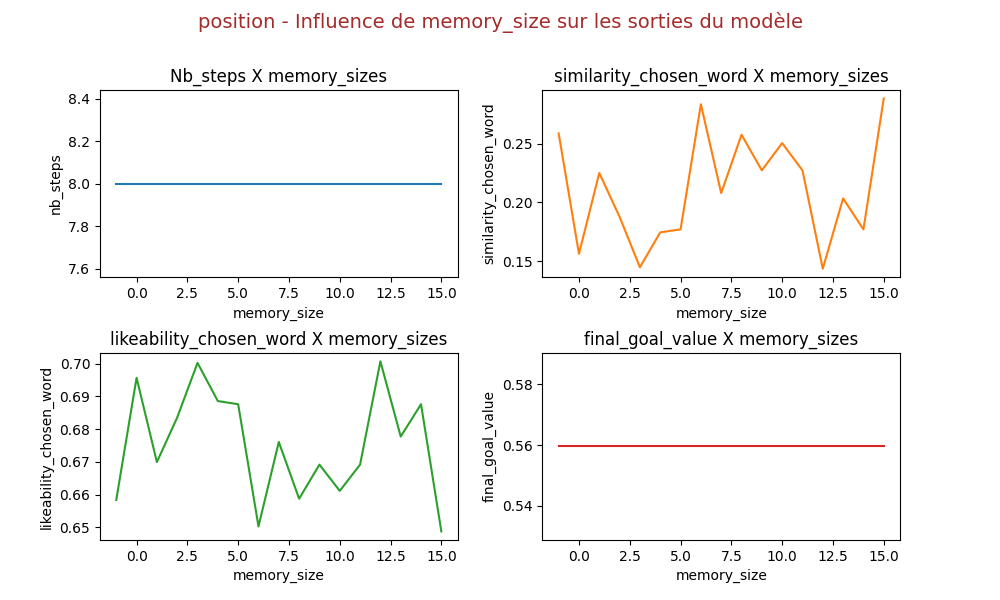 position - Influence de memory_size sur les sorties du modèle
Nb_steps X memory_sizes
8.4
8.2
8.0
7.8
7.6
nb_steps
0.0 2.5 5.0 7.5 10.0 12.5 15.0
memory_size
similarity_chosen_word X memory_sizes
0.25
0.20
0.15
similarity_chosen_word
0.0 2.5 5.0 7.5 10.0 12.5 15.0
memory_size
likeability_chosen_word X memory_sizes
0.70
0.69
0.68
0.67
0.66
0.65
likeability_chosen_word
0.0 2.5 5.0 7.5 10.0 12.5 15.0
memory_size
final_goal_value X memory_sizes
0.58
0.56
0.54
final_goal_value
0.0 2.5 5.0 7.5 10.0 12.5 15.0
memory_size